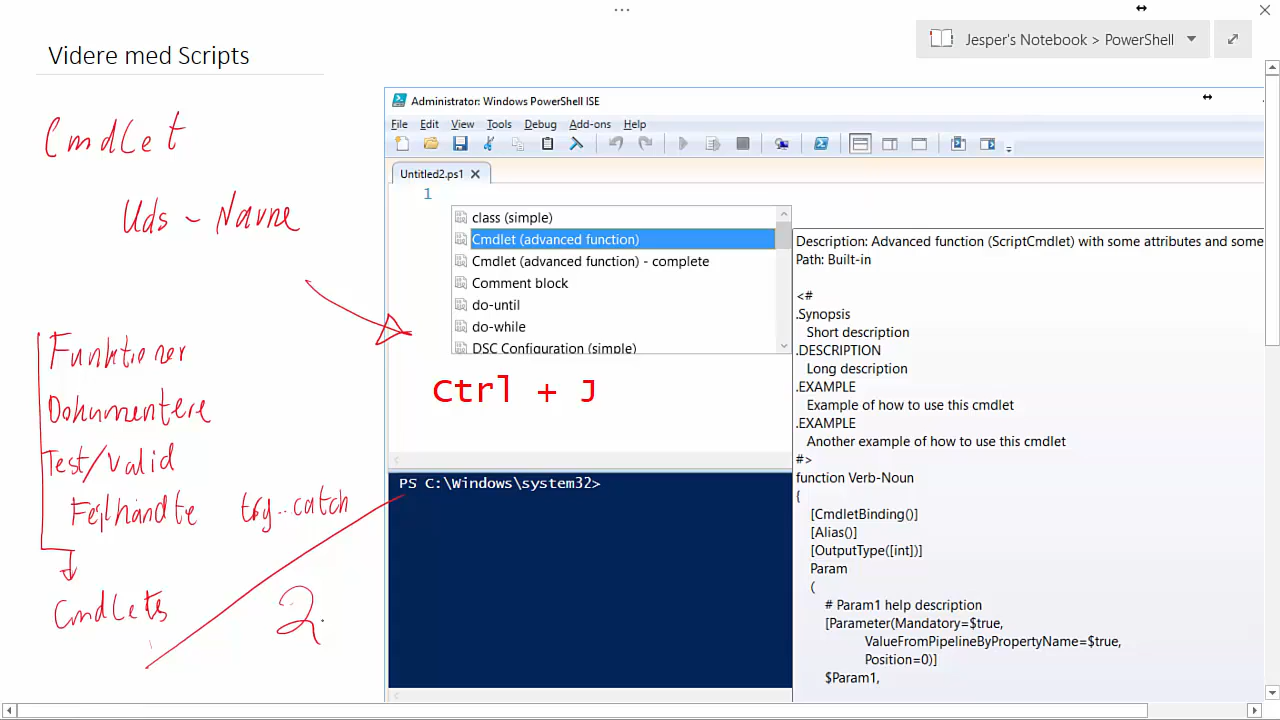 Jesper's Notebook > PowerShell
Videre med Scripts
CmdLet
Uds - Navne
Funktioner
Dokumentere
Test/Valid
Fejlhåndte try..catch
CmdLets
2.
Administrator: Windows PowerShell ISE
File Edit View Tools Debug Add-ons Help
Untitled2.ps1
1
class (simple)
Cmdlet (advanced function)
Cmdlet (advanced function) - complete
Comment block
do-until
do-while
DSC Configuration (simple)
Ctrl + J
PS C:\Windows\system32>
Description: Advanced function (ScriptCmdlet) with some attributes and some
Path: Built-in
<#
.Synopsis
Short description
.DESCRIPTION
Long description
.EXAMPLE
Example of how to use this cmdlet
.EXAMPLE
Another example of how to use this cmdlet
#>
function Verb-Noun
{
[CmdletBinding()]
[Alias()]
[OutputType([int])]
Param
(
# Param1 help description
[Parameter(Mandatory=$true,
ValueFromPipelineByPropertyName=$true,
Position=0)]
$Param1,